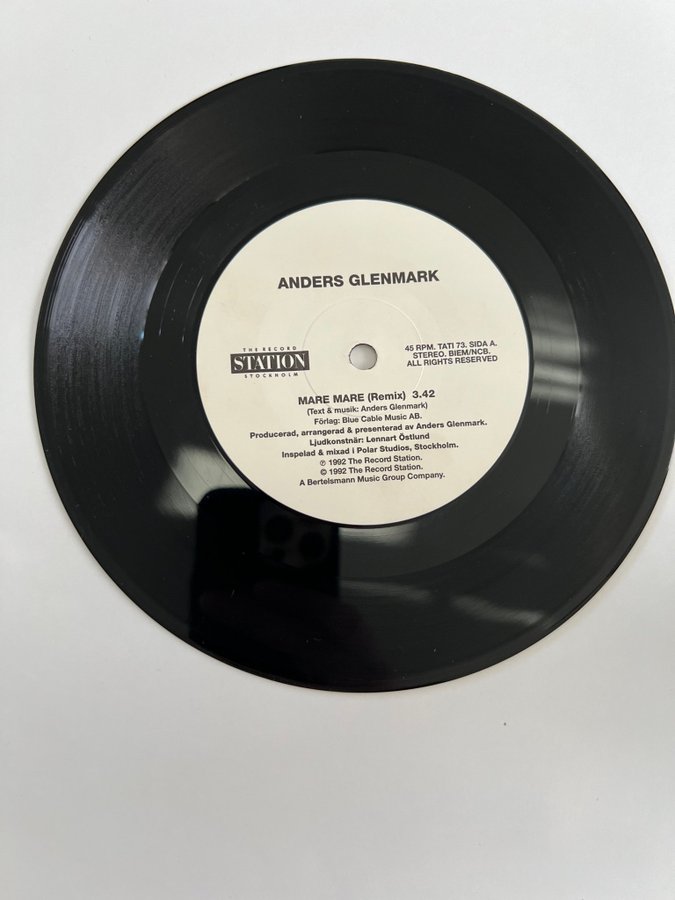 ANDERS GLENMARK
THE RECORD
STATION
STOCKHOLM
45 RPM. TATI 73. SIDA A.
STEREO. BIEM/NCB.
ALL RIGHTS RESERVED
MARE MARE (Remix) 3.42
(Text & musik: Anders Glenmark)
Förlag: Blue Cable Music AB.
Producerad, arrangerad & presenterad av Anders Glenmark.
Ljudkonstnär: Lennart Östlund
Inspelad & mixad i Polar Studios, Stockholm.
℗ 1992 The Record Station.
© 1992 The Record Station.
A Bertelsmann Music Group Company.